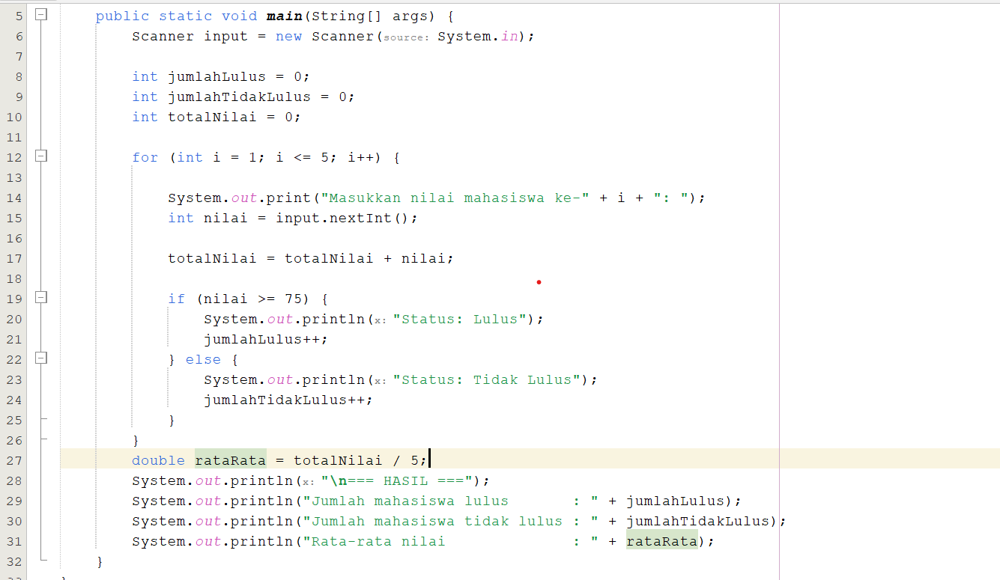 5 public static void main(String[] args) {
6 Scanner input = new Scanner(source: System.in);
7
8 int jumlahLulus = 0;
9 int jumlahTidakLulus = 0;
10 int totalNilai = 0;
11
12 for (int i = 1; i <= 5; i++) {
13
14 System.out.print("Masukkan nilai mahasiswa ke-" + i + ": ");
15 int nilai = input.nextInt();
16
17 totalNilai = totalNilai + nilai;
18
19 if (nilai >= 75) {
20 System.out.println(x: "Status: Lulus");
21 jumlahLulus++;
22 } else {
23 System.out.println(x: "Status: Tidak Lulus");
24 jumlahTidakLulus++;
25 }
26 }
27 double rataRata = totalNilai / 5;
28 System.out.println(x: "\n=== HASIL ===");
29 System.out.println("Jumlah mahasiswa lulus       : " + jumlahLulus);
30 System.out.println("Jumlah mahasiswa tidak lulus : " + jumlahTidakLulus);
31 System.out.println("Rata-rata nilai              : " + rataRata);
32 }